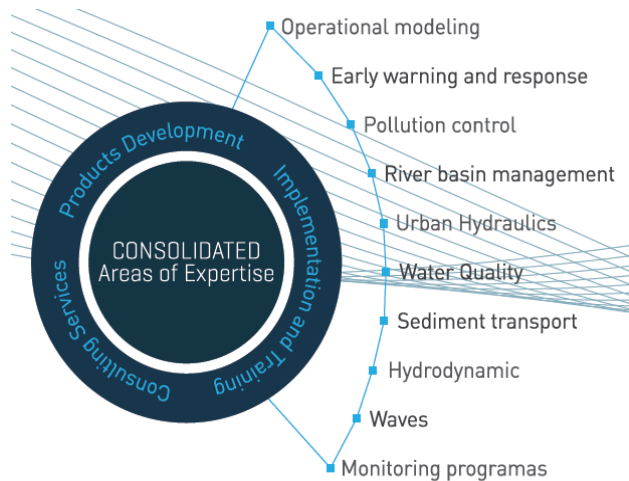 Products Development
Implementation and Training
Consulting Services
CONSOLIDATED
Areas of Expertise
Operational modeling
Early warning and response
Pollution control
River basin management
Urban Hydraulics
Water Quality
Sediment transport
Hydrodynamic
Waves
Monitoring programas